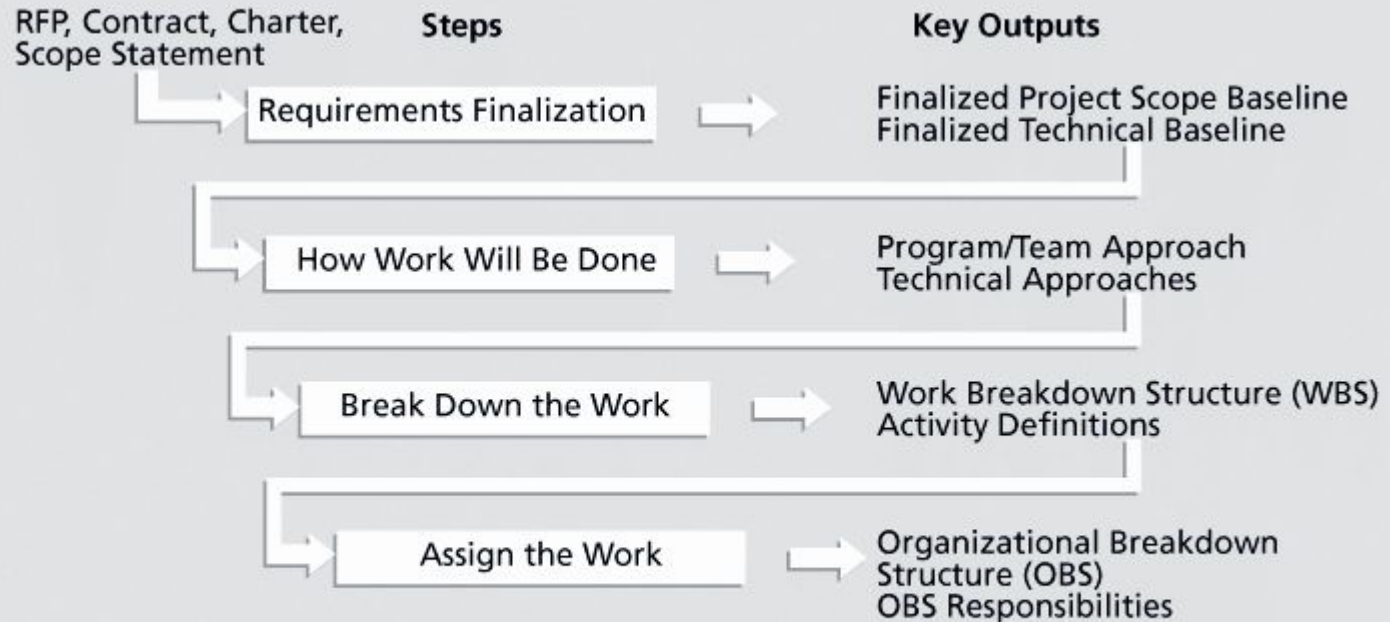 RFP, Contract, Charter,
Scope Statement
Steps
Key Outputs
Requirements Finalization
Finalized Project Scope Baseline
Finalized Technical Baseline
How Work Will Be Done
Program/Team Approach
Technical Approaches
Break Down the Work
Work Breakdown Structure (WBS)
Activity Definitions
Assign the Work
Organizational Breakdown
Structure (OBS)
OBS Responsibilities